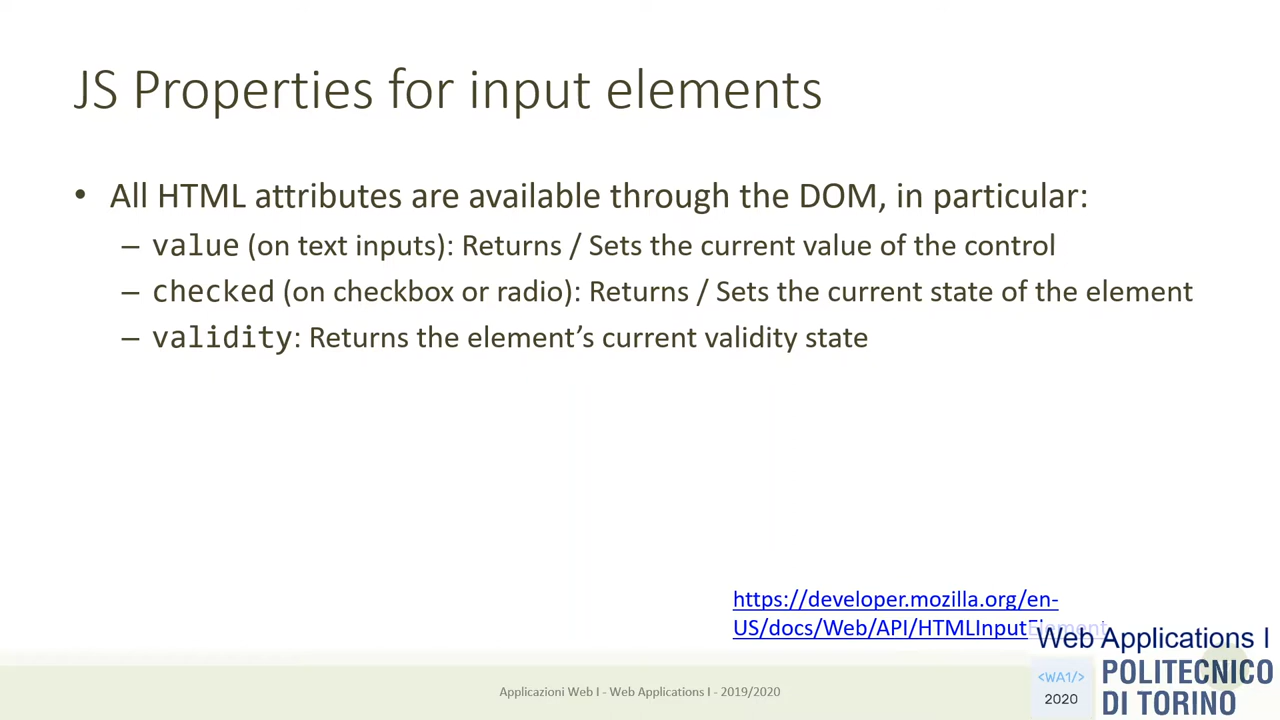 JS Properties for input elements
• All HTML attributes are available through the DOM, in particular:
– value (on text inputs): Returns / Sets the current value of the control
– checked (on checkbox or radio): Returns / Sets the current state of the element
– validity: Returns the element’s current validity state
https://developer.mozilla.org/en-
US/docs/Web/API/HTMLInputElement
Web Applications I
Applicazioni Web I - Web Applications I - 2019/2020
<WA1/>
2020
POLITECNICO
DI TORINO